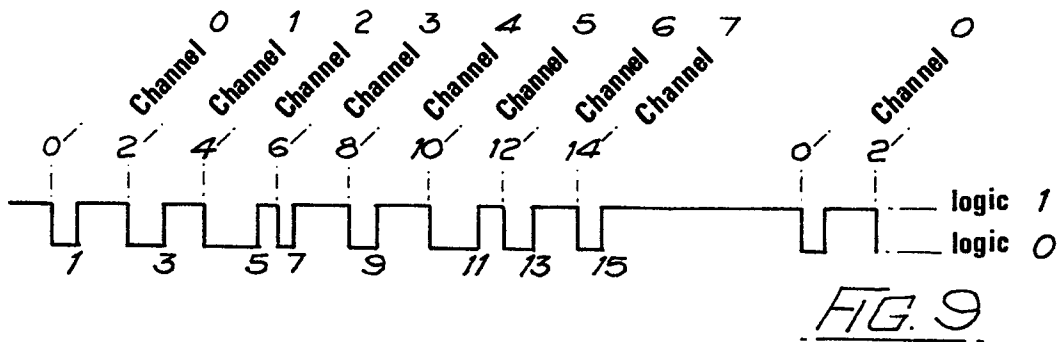 Channel 0
Channel 1
Channel 2
Channel 3
Channel 4
Channel 5
Channel 6
Channel 7
Channel 0
0' 2' 4' 6' 8' 10' 12' 14' 0' 2'
logic 1
logic 0
1 3 5 7 9 11 13 15
FIG. 9